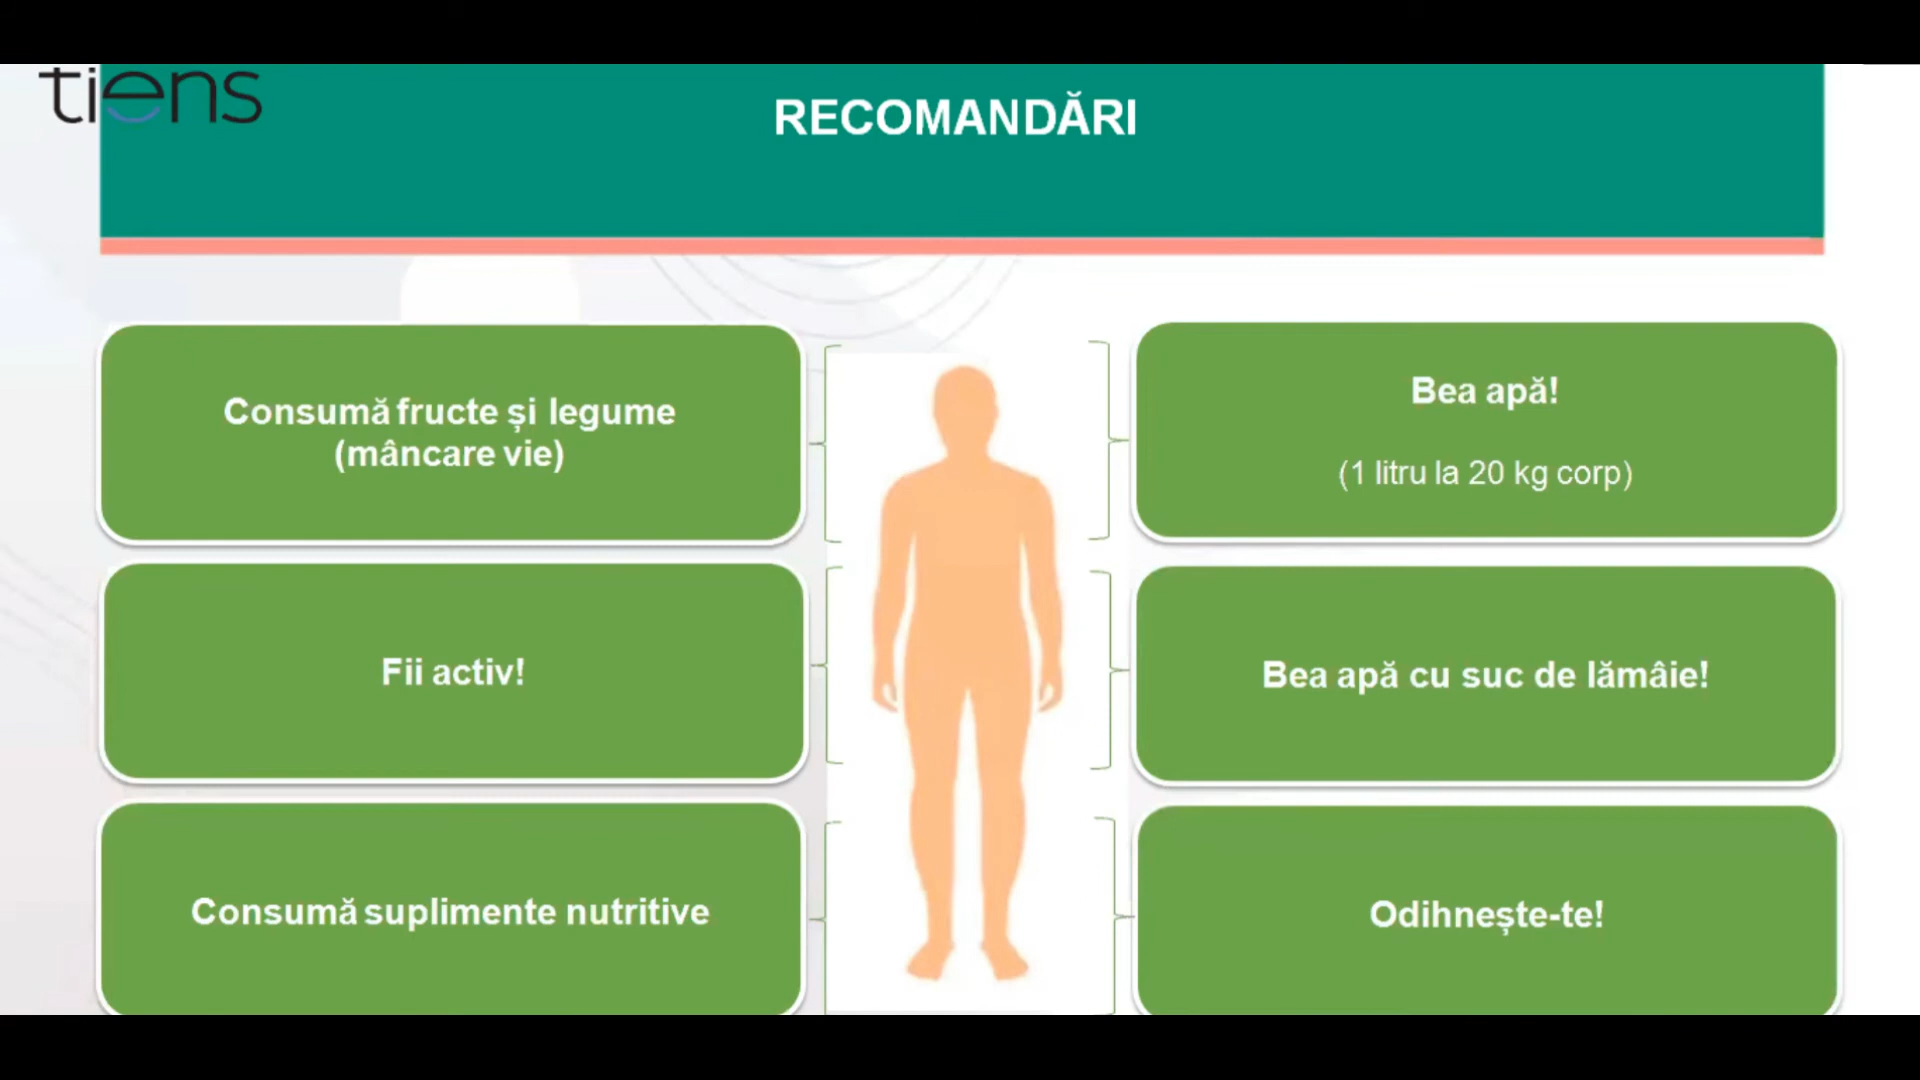 tiens
RECOMANDĂRI
Consumă fructe și legume
(mâncare vie)
Bea apă!
(1 litru la 20 kg corp)
Fii activ!
Bea apă cu suc de lămâie!
Consumă suplimente nutritive
Odihnește-te!